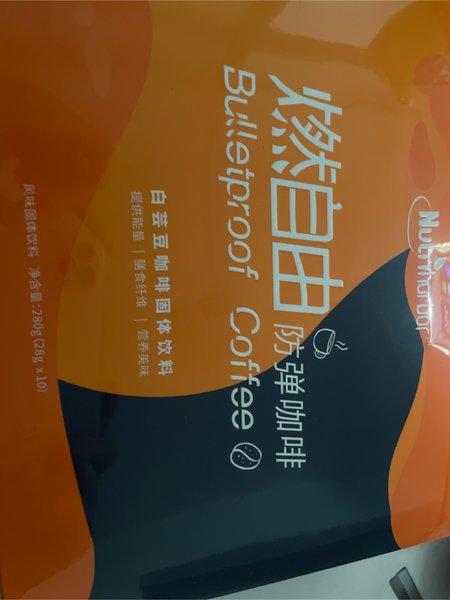 Nutriharbor™
燃自由防弹咖啡
Bulletproof Coffee
白芸豆咖啡固体饮料
提供能量 | 膳食纤维 | 营养美味
风味固体饮料 净含量:280g(28g x 10)